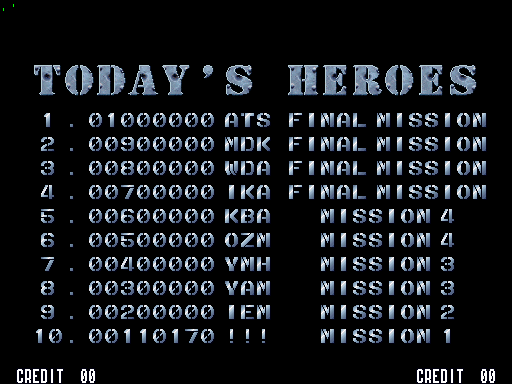 TODAY'S HEROES
1. 01000000 ATS FINAL MISSION
2. 00900000 MDK FINAL MISSION
3. 00800000 WDA FINAL MISSION
4. 00700000 IKA FINAL MISSION
5. 00600000 KBA MISSION 4
6. 00500000 OZM MISSION 4
7. 00400000 YMH MISSION 3
8. 00300000 YAM MISSION 3
9. 00200000 IEM MISSION 2
10. 00110170 !!! MISSION 1
CREDIT 00 CREDIT 00